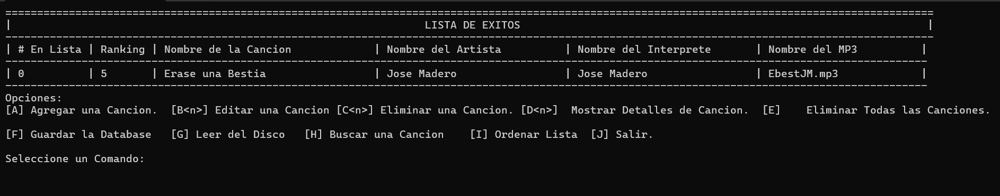 ==================================================================================================================================================
|                                                                 LISTA DE EXITOS                                                                |
--------------------------------------------------------------------------------------------------------------------------------------------------
| # En Lista | Ranking | Nombre de la Cancion             | Nombre del Artista          | Nombre del Interprete       | Nombre del MP3          |
-------------------------------------------------------------------------------------------------------------------------------------------------
| 0          | 5       | Erase una Bestia                 | Jose Madero                 | Jose Madero                 | EbestJM.mp3             |
-------------------------------------------------------------------------------------------------------------------------------------------------
Opciones:
[A] Agregar una Cancion.  [B<n>] Editar una Cancion [C<n>] Eliminar una Cancion. [D<n>]  Mostrar Detalles de Cancion.  [E]    Eliminar Todas las Canciones.
[F] Guardar la Database   [G] Leer del Disco   [H] Buscar una Cancion    [I] Ordenar Lista  [J] Salir.
Seleccione un Comando: